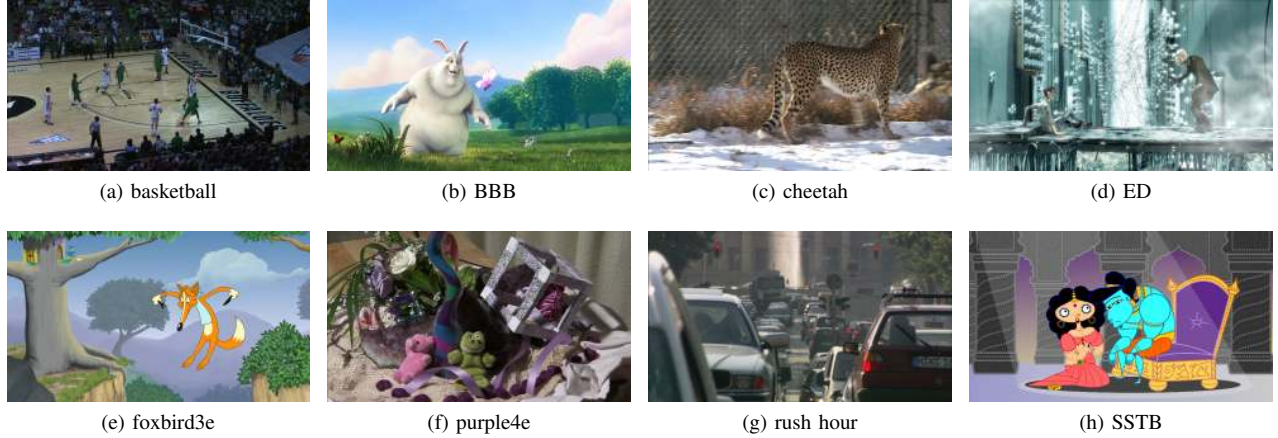 (a) basketball
(b) BBB
(c) cheetah
(d) ED
(e) foxbird3e
(f) purple4e
(g) rush hour
(h) SSTB